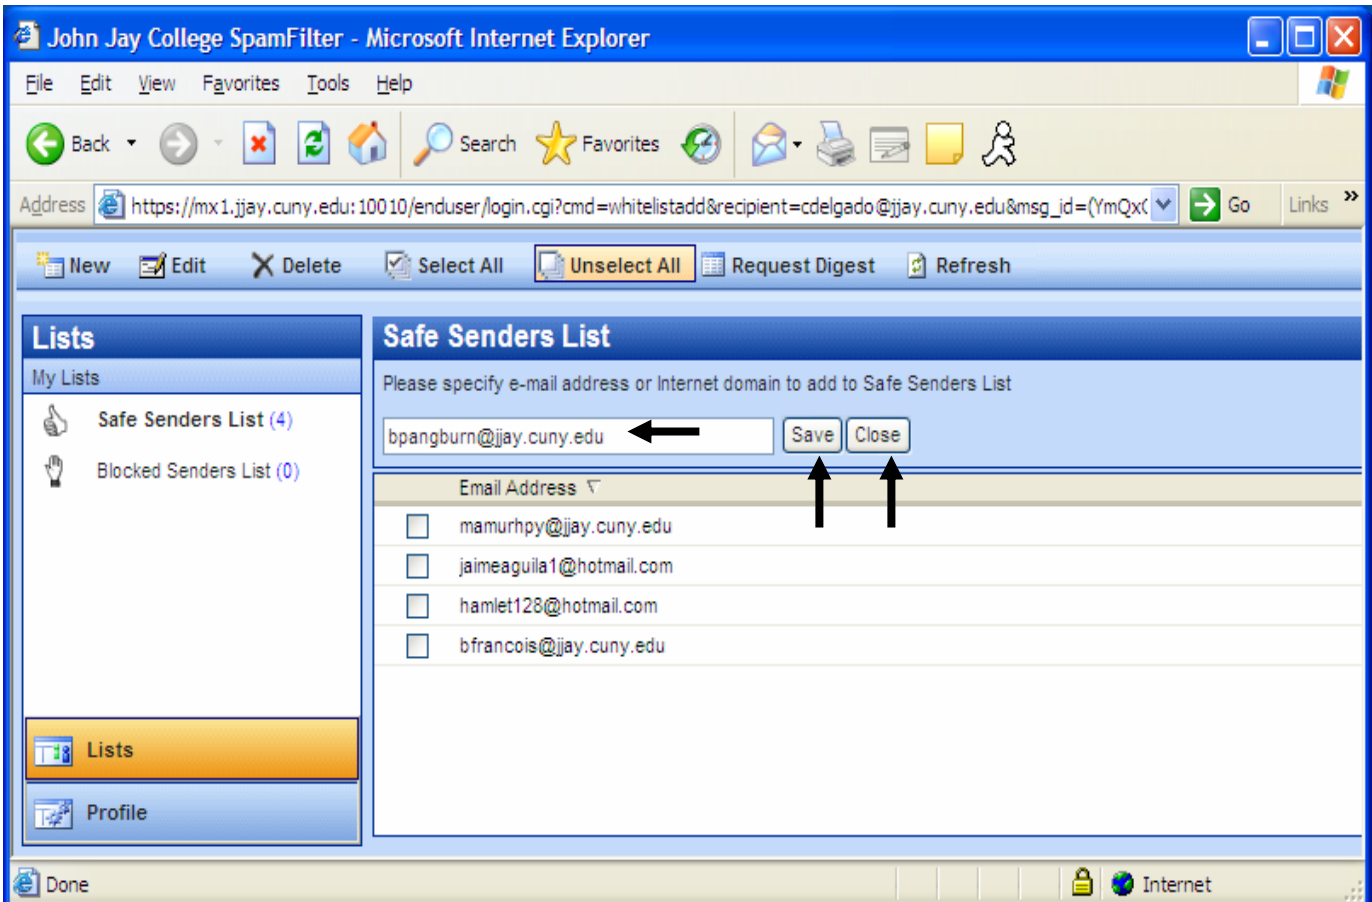 John Jay College SpamFilter - Microsoft Internet Explorer
File Edit View Favorites Tools Help
Back Search Favorites
Address https://mx1.jjay.cuny.edu:10010/enduser/login.cgi?cmd=whitelistadd&recipient=cdelgado@jjay.cuny.edu&msg_id=(YmQx( Go Links »
New Edit Delete Select All Unselect All Request Digest Refresh
Lists
My Lists
Safe Senders List (4)
Blocked Senders List (0)
Lists
Profile
Safe Senders List
Please specify e-mail address or Internet domain to add to Safe Senders List
bpangburn@jjay.cuny.edu Save Close
Email Address
mamurhpy@jjay.cuny.edu
jaimeaguila1@hotmail.com
hamlet128@hotmail.com
bfrancois@jjay.cuny.edu
Done Internet